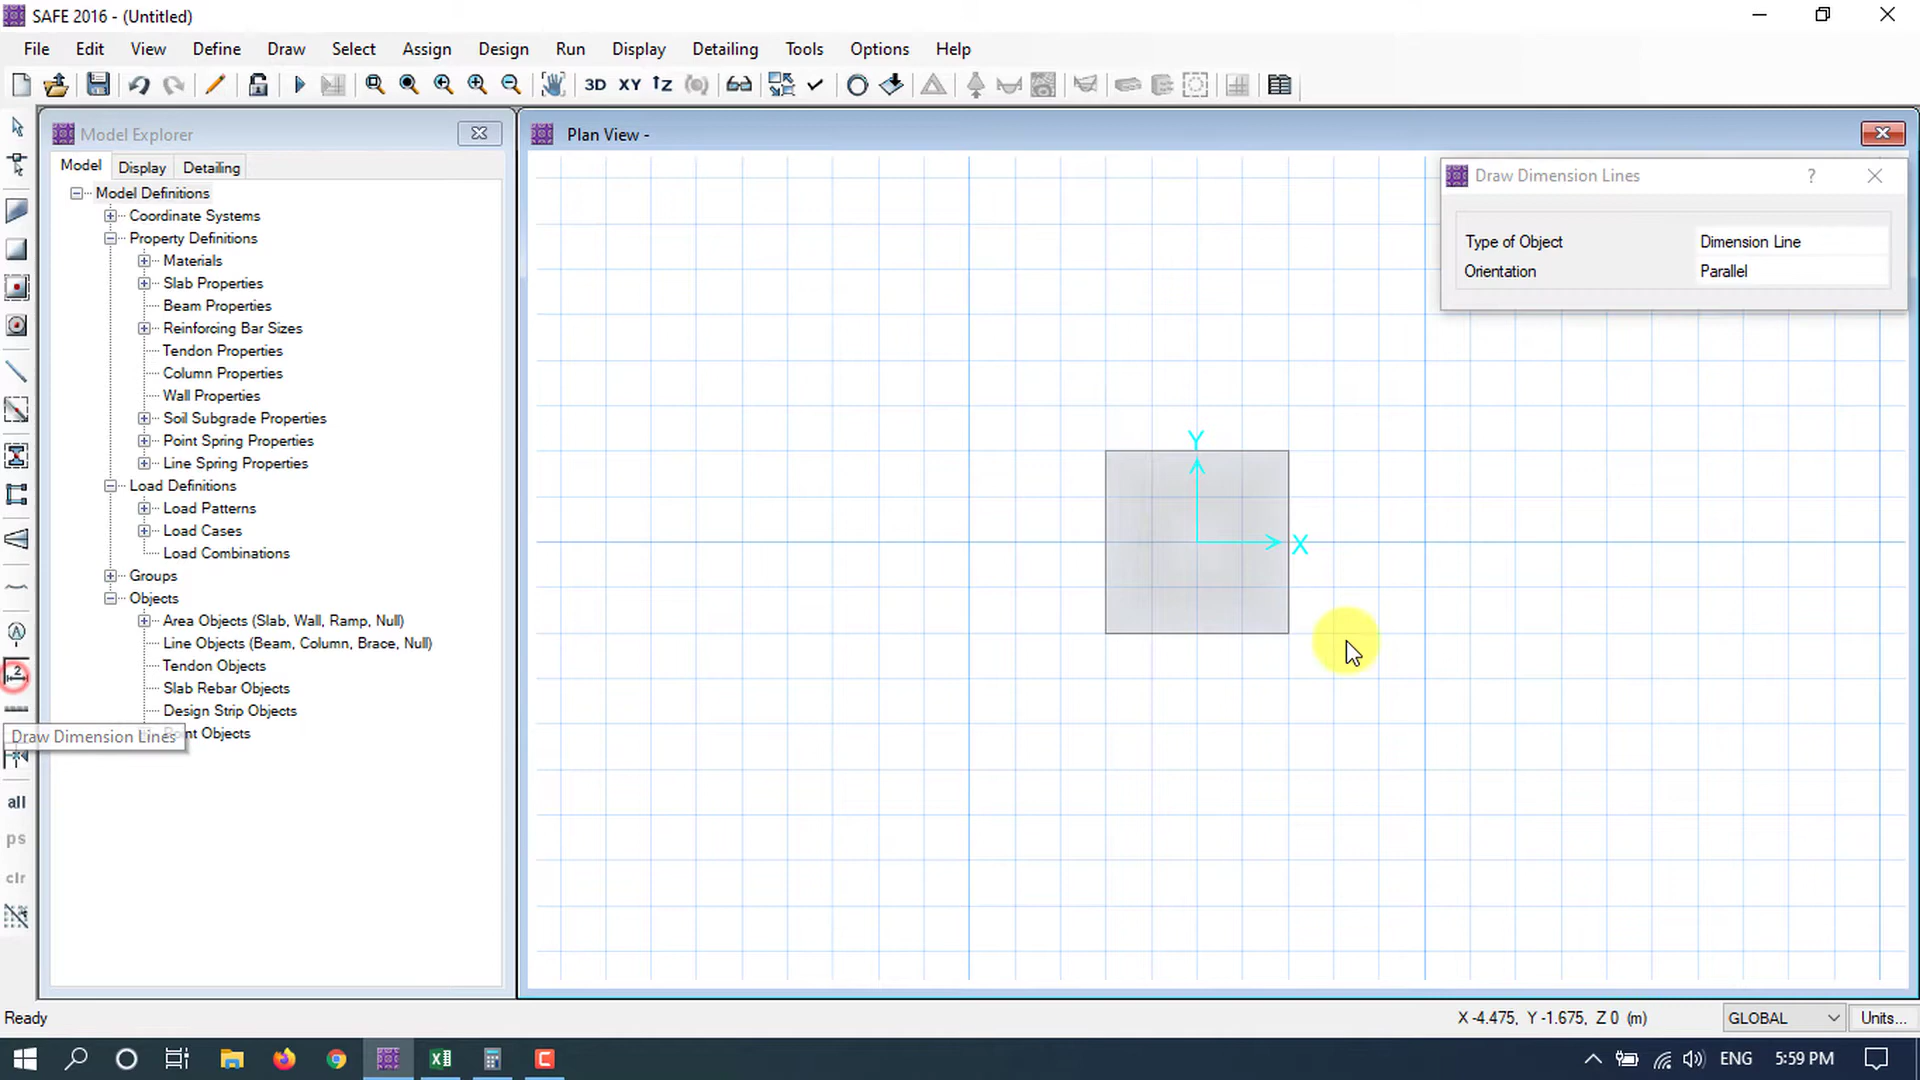 SAFE 2016 - (Untitled)
File Edit View Define Draw Select Assign Design Run Display Detailing Tools Options Help
3D XY
Model Explorer
Model Display Detailing
Model Definitions
Coordinate Systems
Property Definitions
Materials
Slab Properties
Beam Properties
Reinforcing Bar Sizes
Tendon Properties
Column Properties
Wall Properties
Soil Subgrade Properties
Point Spring Properties
Line Spring Properties
Load Definitions
Load Patterns
Load Cases
Load Combinations
Groups
Objects
Area Objects (Slab, Wall, Ramp, Null)
Line Objects (Beam, Column, Brace, Null)
Tendon Objects
Slab Rebar Objects
Design Strip Objects
Draw Dimension Lines
Objects
all
ps
clr
Plan View -
Y
X
Draw Dimension Lines
Type of Object Dimension Line
Orientation Parallel
Ready
X -4.475, Y -1.675, Z 0 (m)
GLOBAL
Units...
ENG
5:59 PM